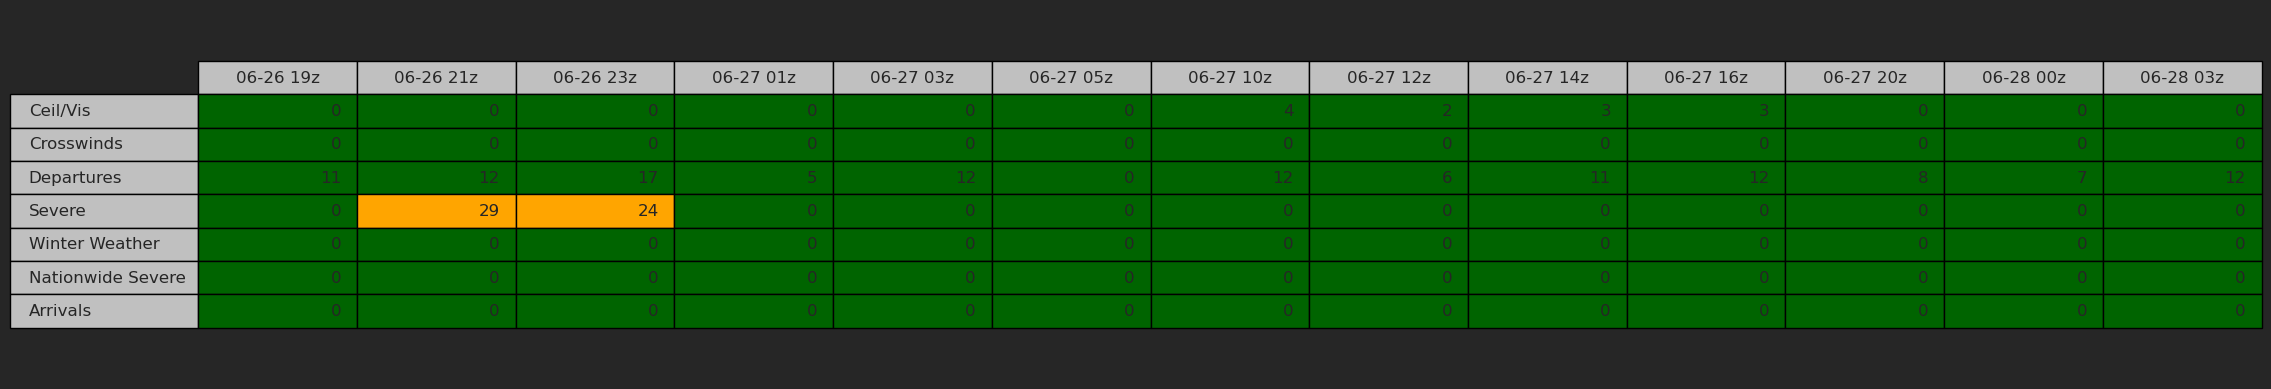 06-26 19z 06-26 21z 06-26 23z 06-27 01z 06-27 03z 06-27 05z 06-27 10z 06-27 12z 06-27 14z 06-27 16z 06-27 20z 06-28 00z 06-28 03z
Ceil/Vis 0 0 0 0 0 0 4 2 3 3 0 0 0
Crosswinds 0 0 0 0 0 0 0 0 0 0 0 0 0
Departures 11 12 17 5 12 0 12 6 11 12 8 7 12
Severe 0 29 24 0 0 0 0 0 0 0 0 0 0
Winter Weather 0 0 0 0 0 0 0 0 0 0 0 0 0
Nationwide Severe 0 0 0 0 0 0 0 0 0 0 0 0 0
Arrivals 0 0 0 0 0 0 0 0 0 0 0 0 0